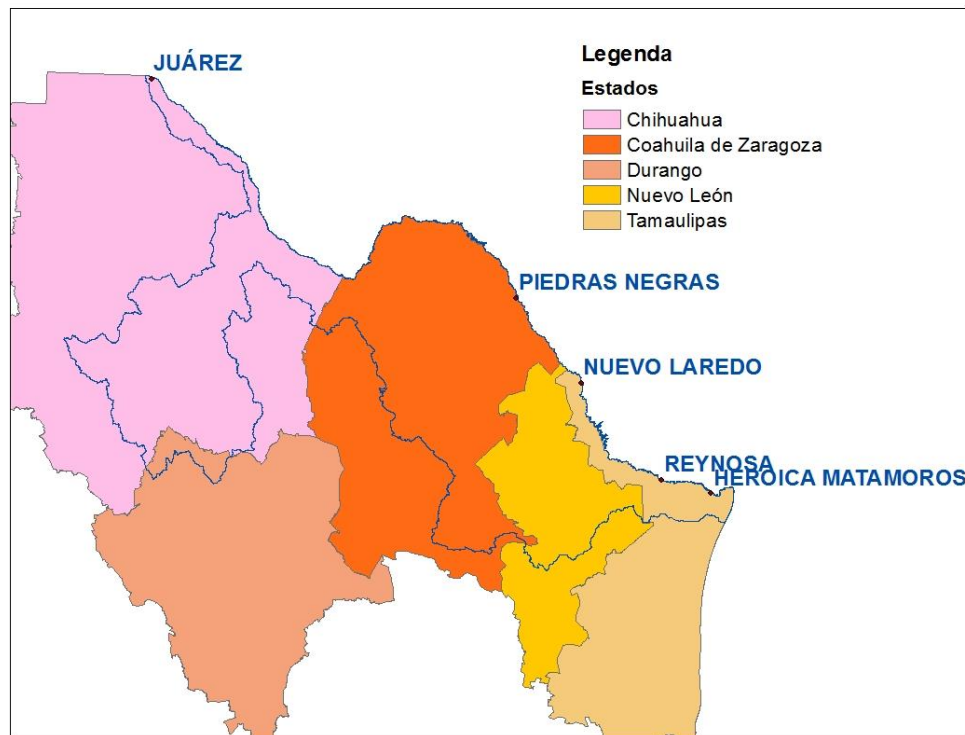 JUÁREZ
Legenda
Estados
Chihuahua
Coahuila de Zaragoza
Durango
Nuevo León
Tamaulipas
PIEDRAS NEGRAS
NUEVO LAREDO
REYNOSA
HEROICA MATAMOROS